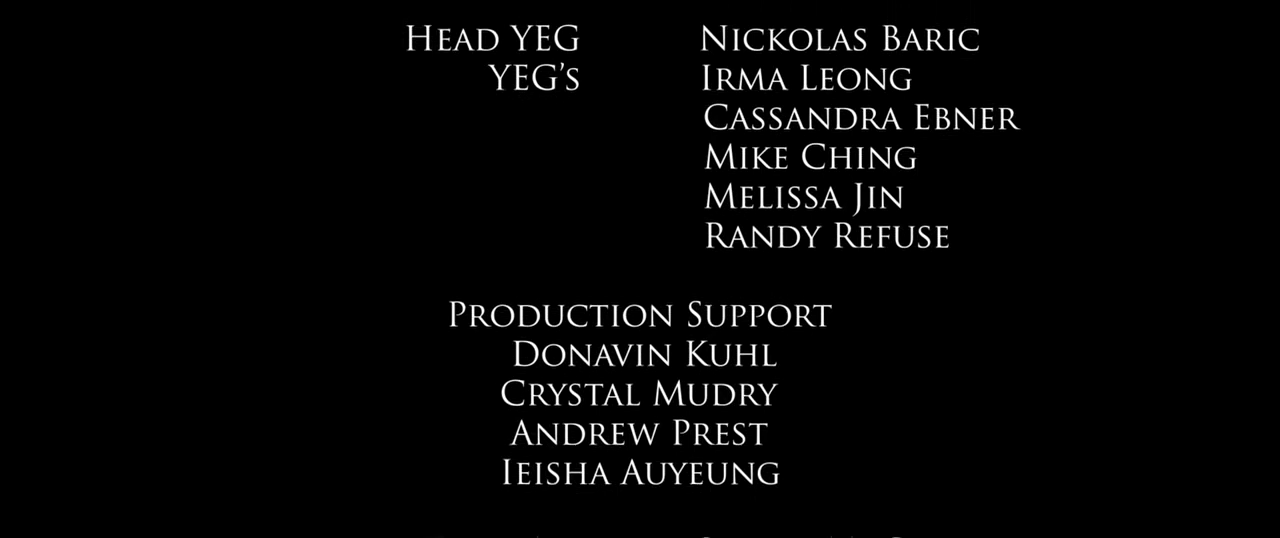 Head YEG Nickolas Baric
YEG's Irma Leong
Cassandra Ebner
Mike Ching
Melissa Jin
Randy Refuse
Production Support
Donavin Kuhl
Crystal Mudry
Andrew Prest
Ieisha Auyeung